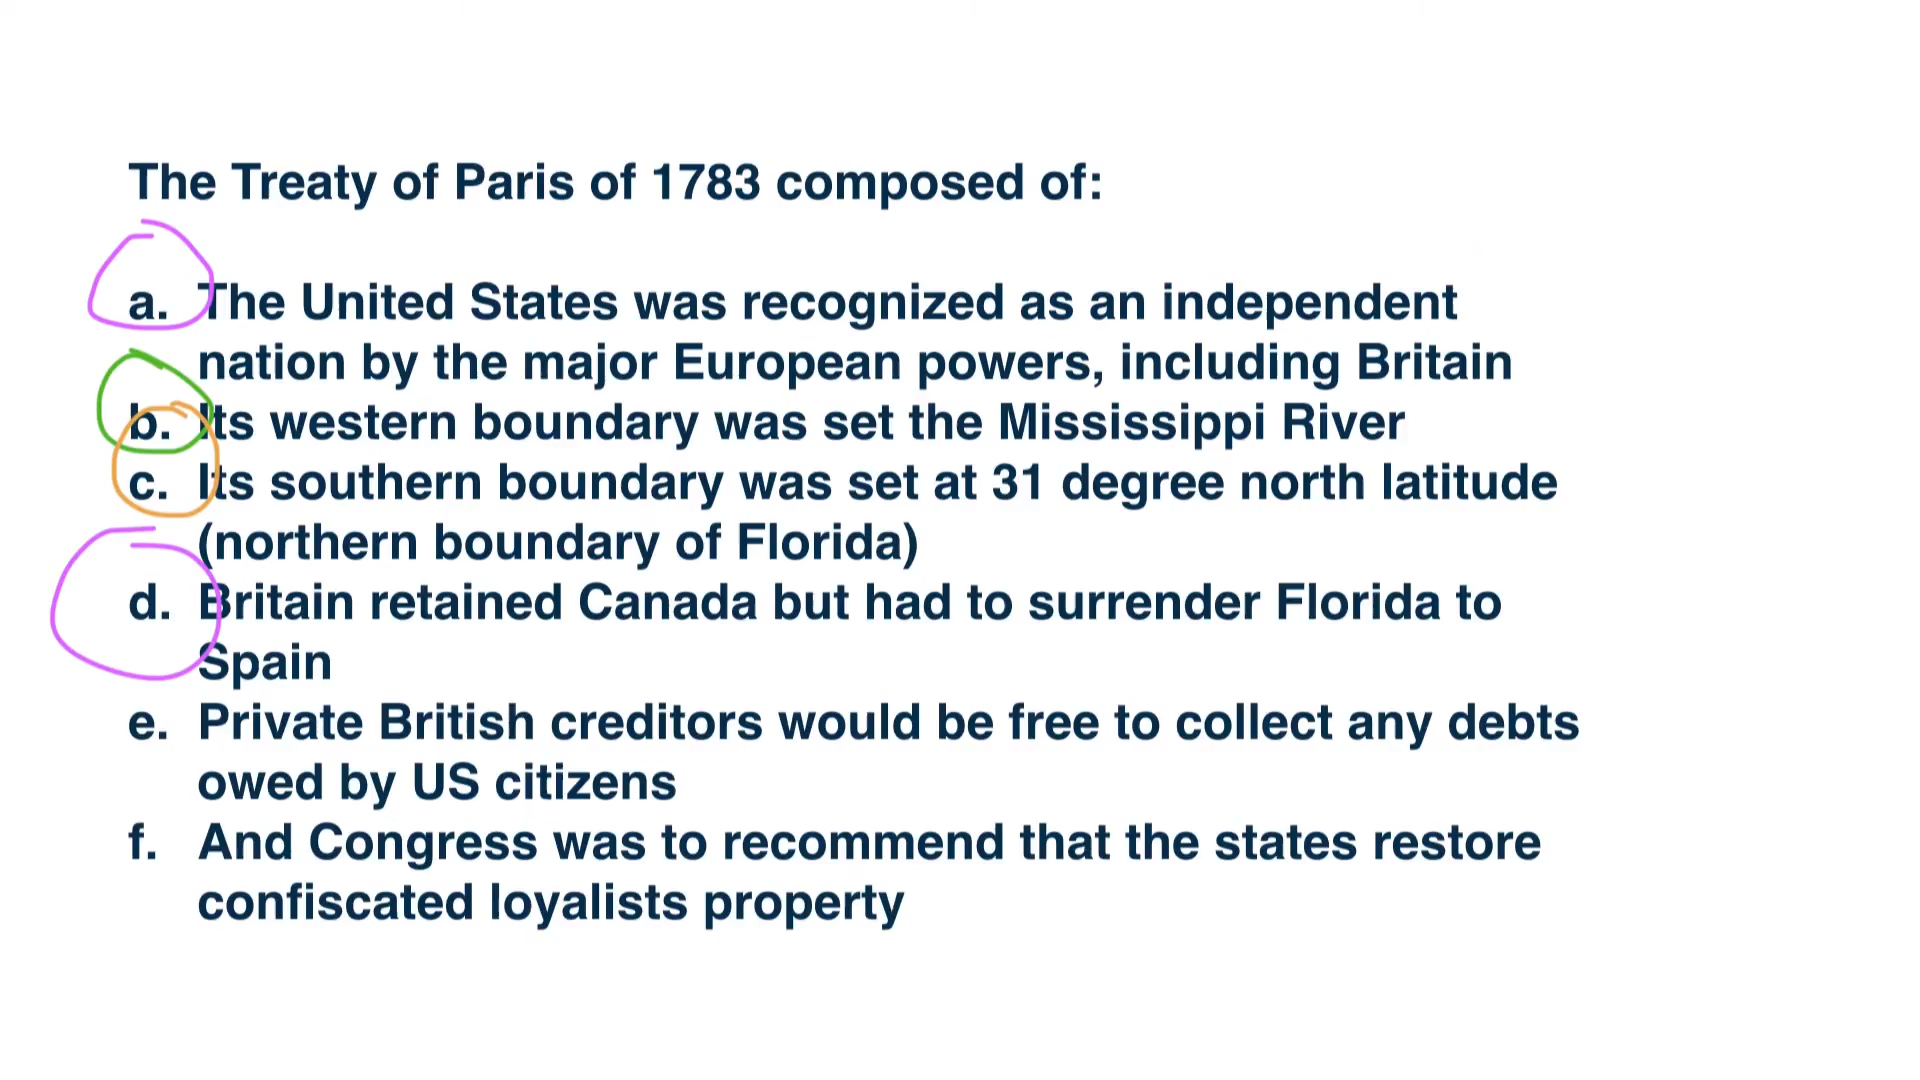 The Treaty of Paris of 1783 composed of:
a. The United States was recognized as an independent
nation by the major European powers, including Britain
b. Its western boundary was set the Mississippi River
c. Its southern boundary was set at 31 degree north latitude
(northern boundary of Florida)
d. Britain retained Canada but had to surrender Florida to
Spain
e. Private British creditors would be free to collect any debts
owed by US citizens
f. And Congress was to recommend that the states restore
confiscated loyalists property